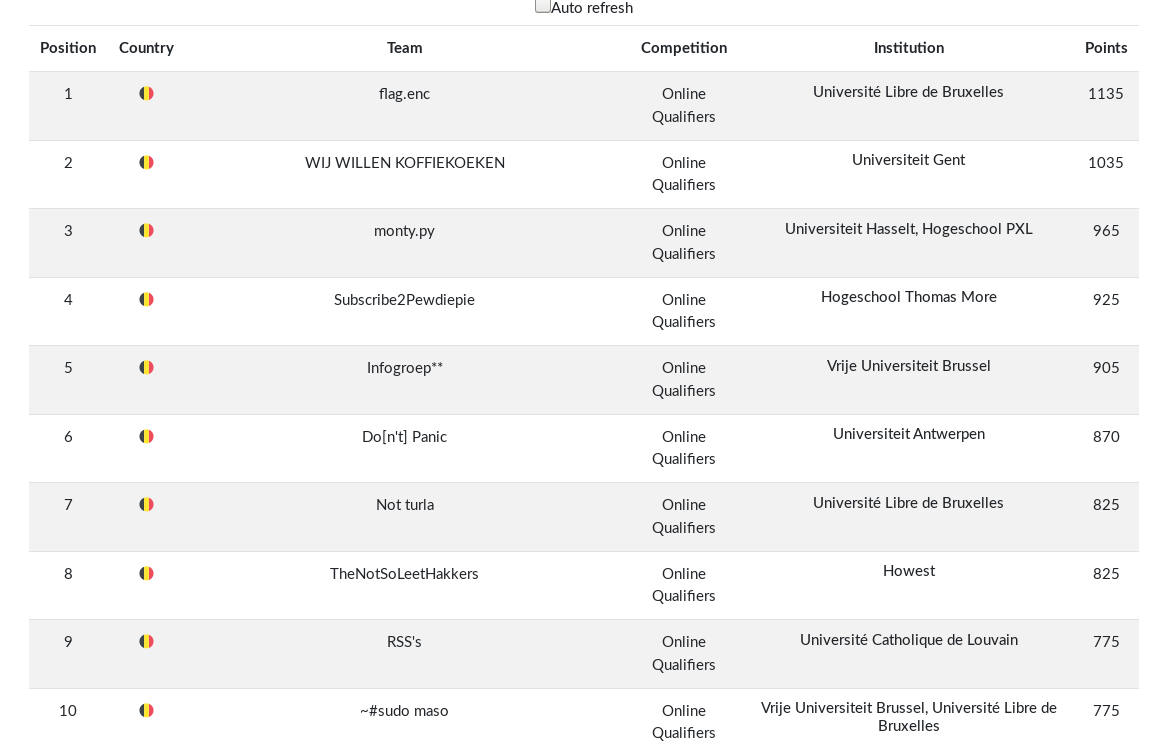 Auto refresh
Position Country Team Competition Institution Points
1 flag.enc Online Qualifiers Université Libre de Bruxelles 1135
2 WIJ WILLEN KOFFIEKOEKEN Online Qualifiers Universiteit Gent 1035
3 monty.py Online Qualifiers Universiteit Hasselt, Hogeschool PXL 965
4 Subscribe2Pewdiepie Online Qualifiers Hogeschool Thomas More 925
5 Infogroep** Online Qualifiers Vrije Universiteit Brussel 905
6 Do[n't] Panic Online Qualifiers Universiteit Antwerpen 870
7 Not turla Online Qualifiers Université Libre de Bruxelles 825
8 TheNotSoLeetHakkers Online Qualifiers Howest 825
9 RSS's Online Qualifiers Université Catholique de Louvain 775
10 ~#sudo maso Online Qualifiers Vrije Universiteit Brussel, Université Libre de Bruxelles 775